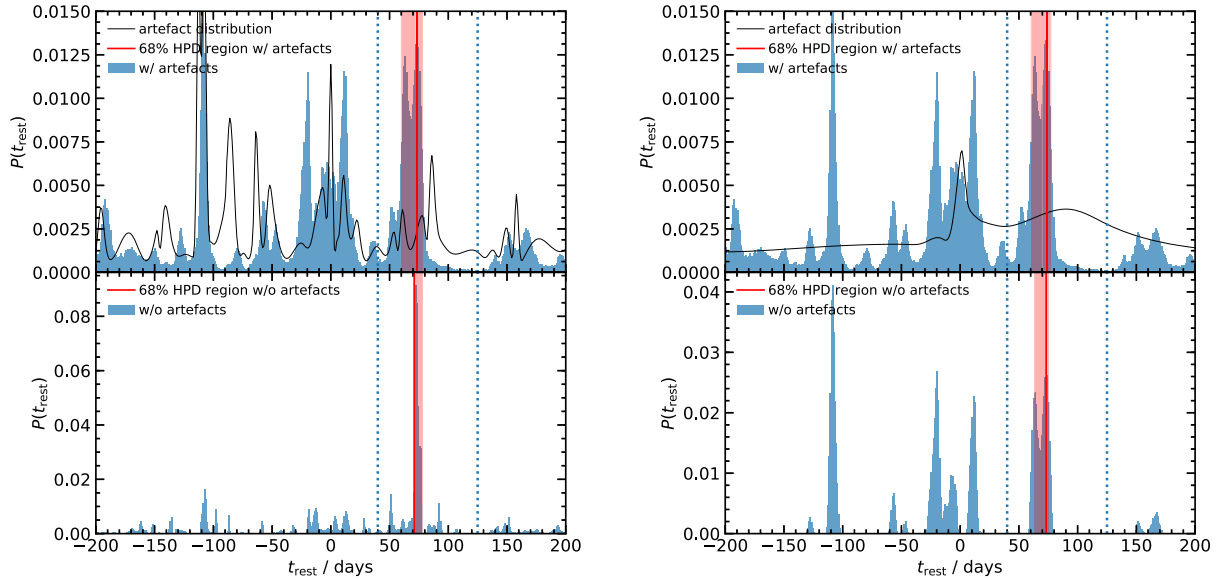 0.0150
0.0125
0.0100
0.0075
0.0050
0.0025
0.0000
P(t_rest)
artefact distribution
68% HPD region w/ artefacts
w/ artefacts
0.08
0.06
0.04
0.02
0.00
P(t_rest)
68% HPD region w/o artefacts
w/o artefacts
−200 −150 −100 −50 0 50 100 150 200
t_rest / days
0.0150
0.0125
0.0100
0.0075
0.0050
0.0025
0.0000
P(t_rest)
artefact distribution
68% HPD region w/ artefacts
w/ artefacts
0.04
0.03
0.02
0.01
0.00
P(t_rest)
68% HPD region w/o artefacts
w/o artefacts
−200 −150 −100 −50 0 50 100 150 200
t_rest / days